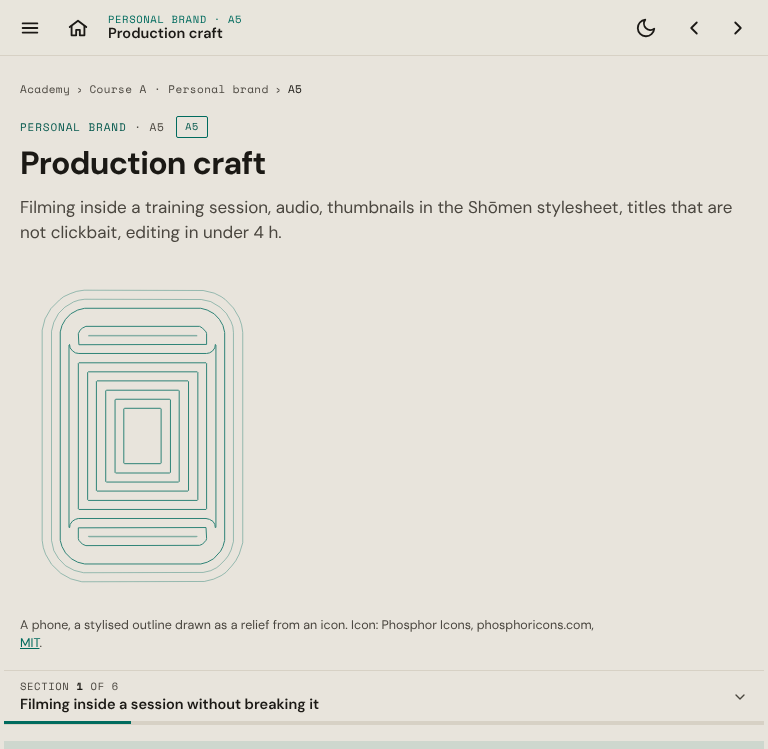 PERSONAL BRAND · A5
Production craft
Academy › Course A · Personal brand › A5
PERSONAL BRAND · A5 A5
Production craft
Filming inside a training session, audio, thumbnails in the Shōmen stylesheet, titles that are
not clickbait, editing in under 4 h.
A phone, a stylised outline drawn as a relief from an icon. Icon: Phosphor Icons, phosphoricons.com,
MIT.
SECTION 1 OF 6
Filming inside a session without breaking it